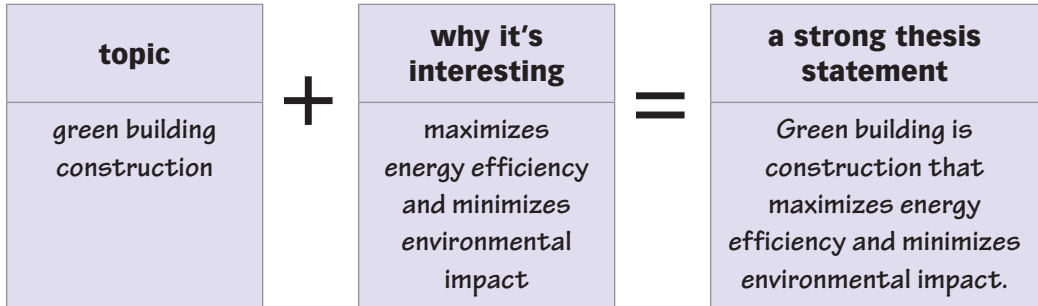 topic
green building
construction
+
why it's
interesting
maximizes
energy efficiency
and minimizes
environmental
impact
=
a strong thesis
statement
Green building is
construction that
maximizes energy
efficiency and minimizes
environmental impact.